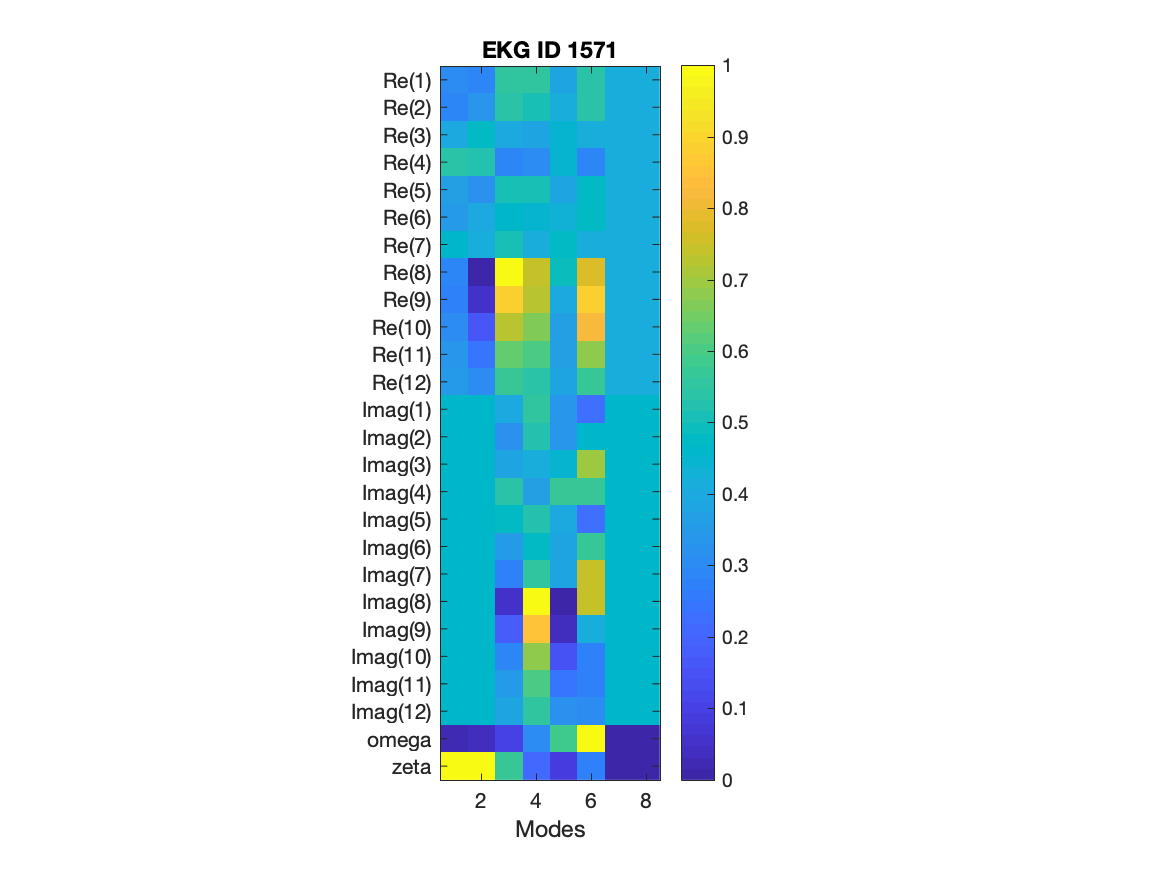 EKG ID 1571
Re(1)
Re(2)
Re(3)
Re(4)
Re(5)
Re(6)
Re(7)
Re(8)
Re(9)
Re(10)
Re(11)
Re(12)
Imag(1)
Imag(2)
Imag(3)
Imag(4)
Imag(5)
Imag(6)
Imag(7)
Imag(8)
Imag(9)
Imag(10)
Imag(11)
Imag(12)
omega
zeta
2 4 6 8
Modes
1
0.9
0.8
0.7
0.6
0.5
0.4
0.3
0.2
0.1
0